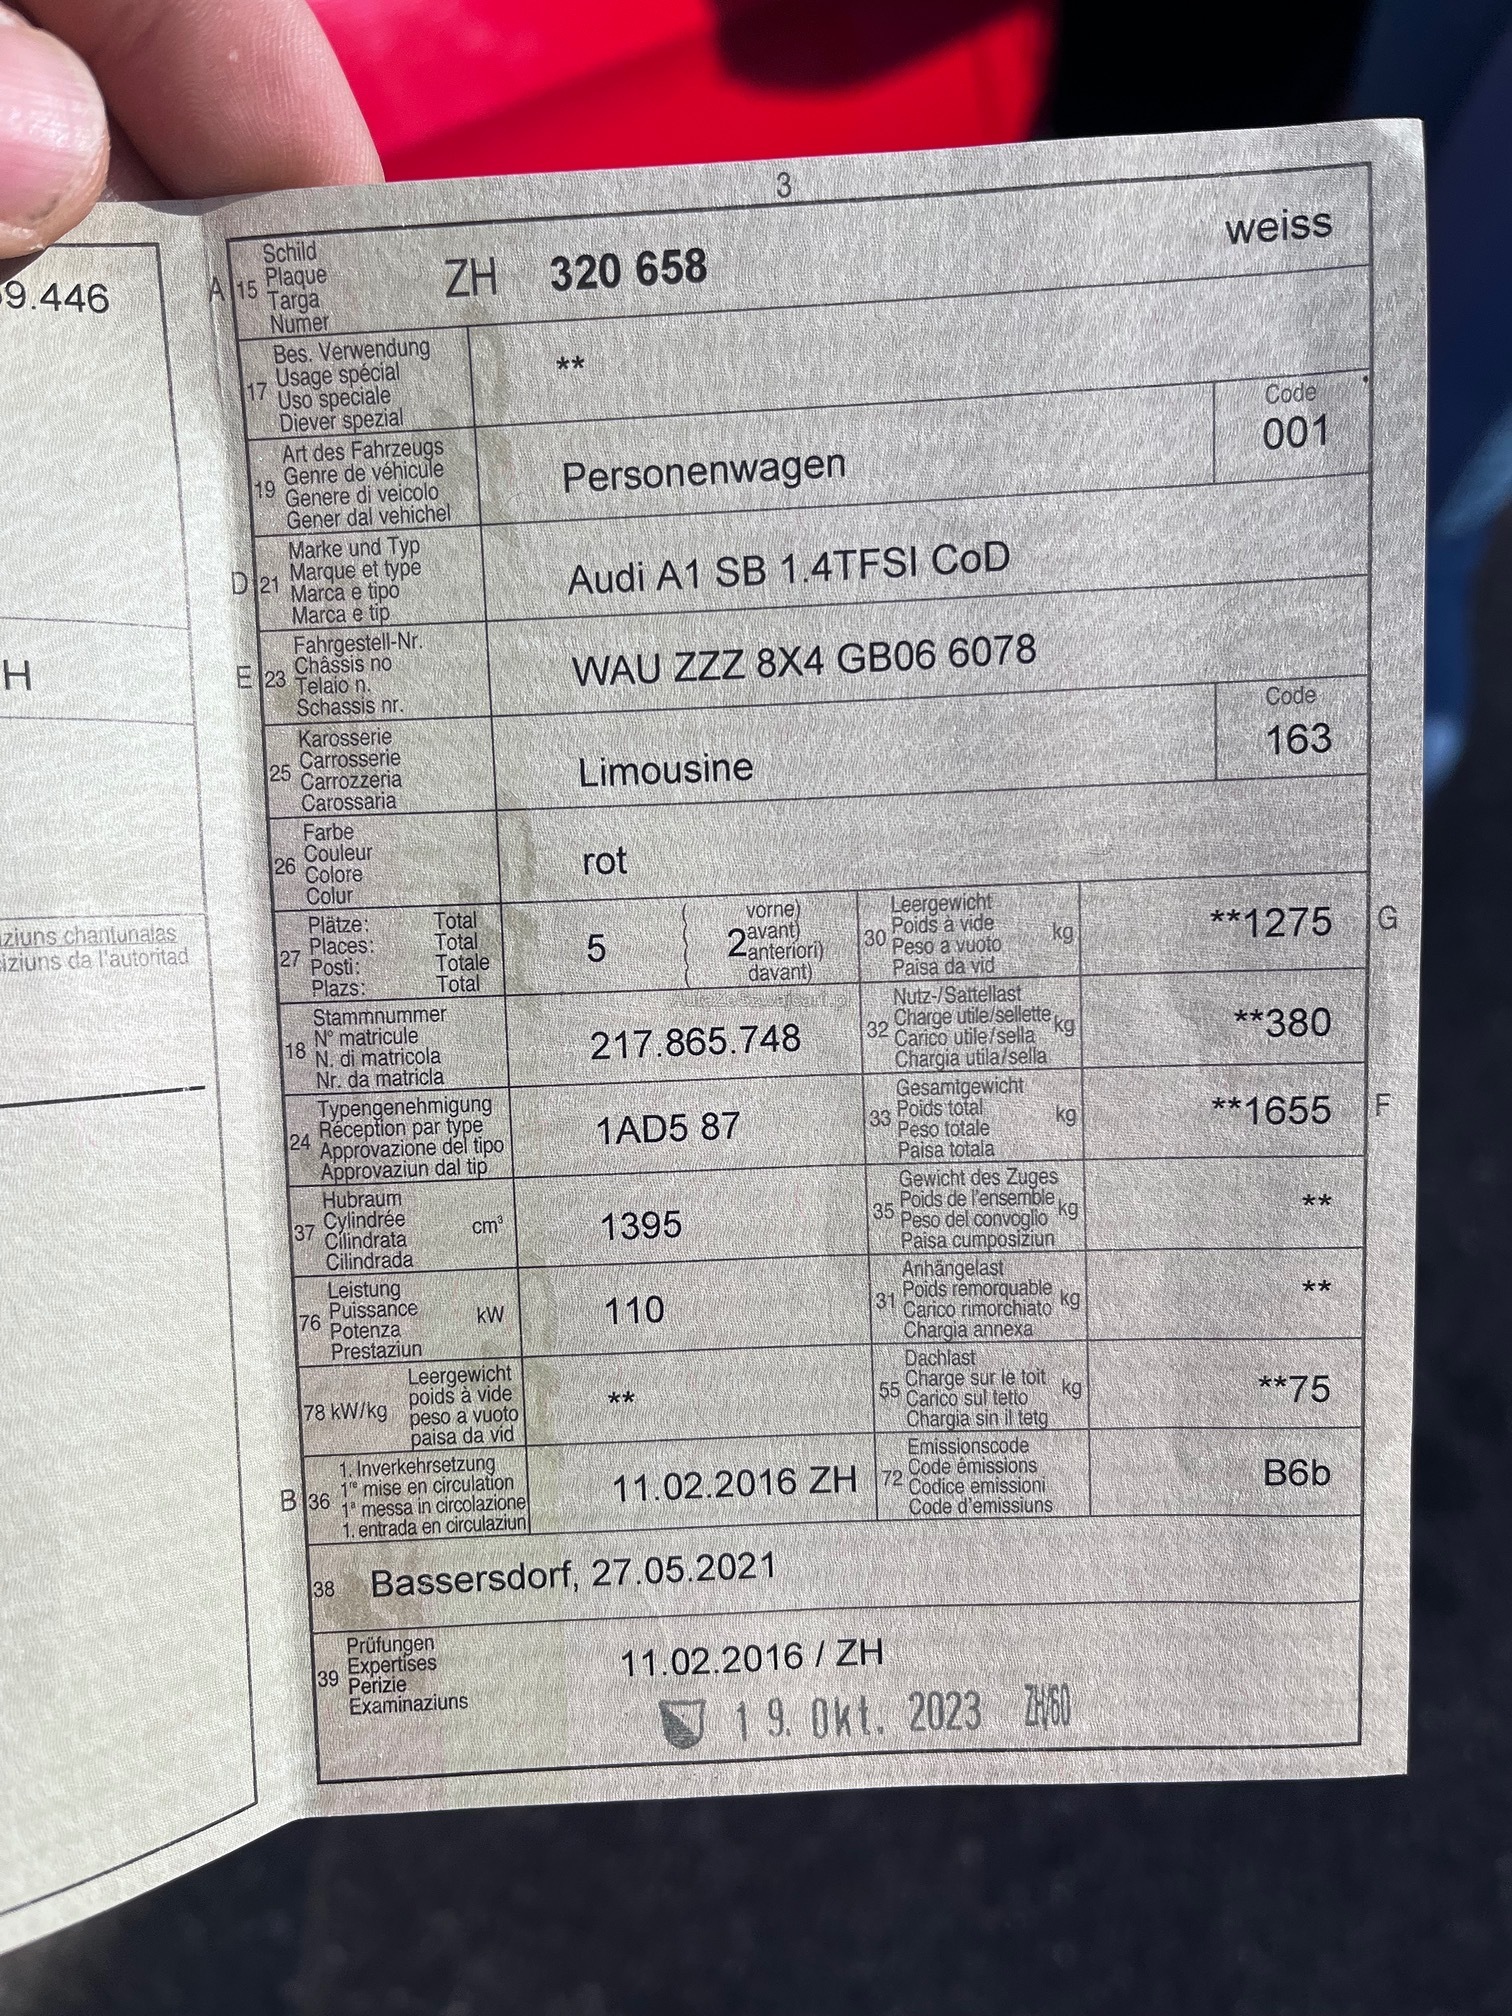 9.446
H
ziuns chantunalas
iziuns da l'autoritad
3
A 15 Schild
Plaque
Targa
Numer
ZH 320 658 weiss
17 Bes. Verwendung
Usage spécial
Uso speciale
Diever spezial
**
19 Art des Fahrzeugs
Genre de véhicule
Genere di veicolo
Gener dal vehichel
Personenwagen
Code
001
D 21 Marke und Typ
Marque et type
Marca e tipo
Marca e tip
Audi A1 SB 1.4TFSI CoD
E 23 Fahrgestell-Nr.
Châssis no
Telaio n.
Schassis nr.
WAU ZZZ 8X4 GB06 6078
25 Karosserie
Carrosserie
Carrozzeria
Carossaria
Limousine
Code
163
26 Farbe
Couleur
Colore
Colur
rot
27 Plätze: Total
Places: Total
Posti: Totale
Plazs: Total
5
2
vorne)
avant)
anteriori)
davant)
30 Leergewicht
Poids à vide
Peso a vuoto
Paisa da vid
kg
**1275 G
18 Stammnummer
N° matricule
N. di matricola
Nr. da matricla
217.865.748
32 Nutz-/Sattellast
Charge utile/sellette
Carico utile/sella
Chargia utila/sella
kg
**380
24 Typengenehmigung
Réception par type
Approvazione del tipo
Approvaziun dal tip
1AD5 87
33 Gesamtgewicht
Poids total
Peso totale
Paisa totala
kg
**1655 F
37 Hubraum
Cylindrée
Cilindrata
Cilindrada
cm³
1395
35 Gewicht des Zuges
Poids de l'ensemble
Peso del convoglio
Paisa cumposiziun
kg
**
76 Leistung
Puissance
Potenza
Prestaziun
kW
110
31 Anhängelast
Poids remorquable
Carico rimorchiato
Chargia annexa
kg
**
78 kW/kg
Leergewicht
poids à vide
peso a vuoto
paisa da vid
**
55 Dachlast
Charge sur le toit
Carico sul tetto
Chargia sin il tetg
kg
**75
B 36 1. Inverkehrsetzung
1re mise en circulation
1a messa in circolazione
1. entrada en circulaziun
11.02.2016 ZH
72 Emissionscode
Code émissions
Codice emissioni
Code d'emissiuns
B6b
38 Bassersdorf, 27.05.2021
39 Prüfungen
Expertises
Perizie
Examinaziuns
11.02.2016 / ZH
19. Okt. 2023 ZH/60